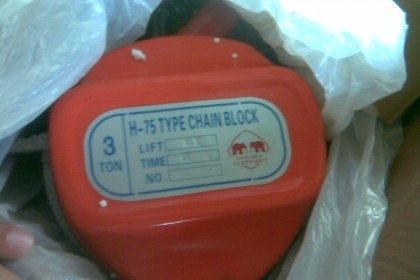 H-75 TYPE CHAIN BLOCK
3
TON
LIFT
TIME
NO